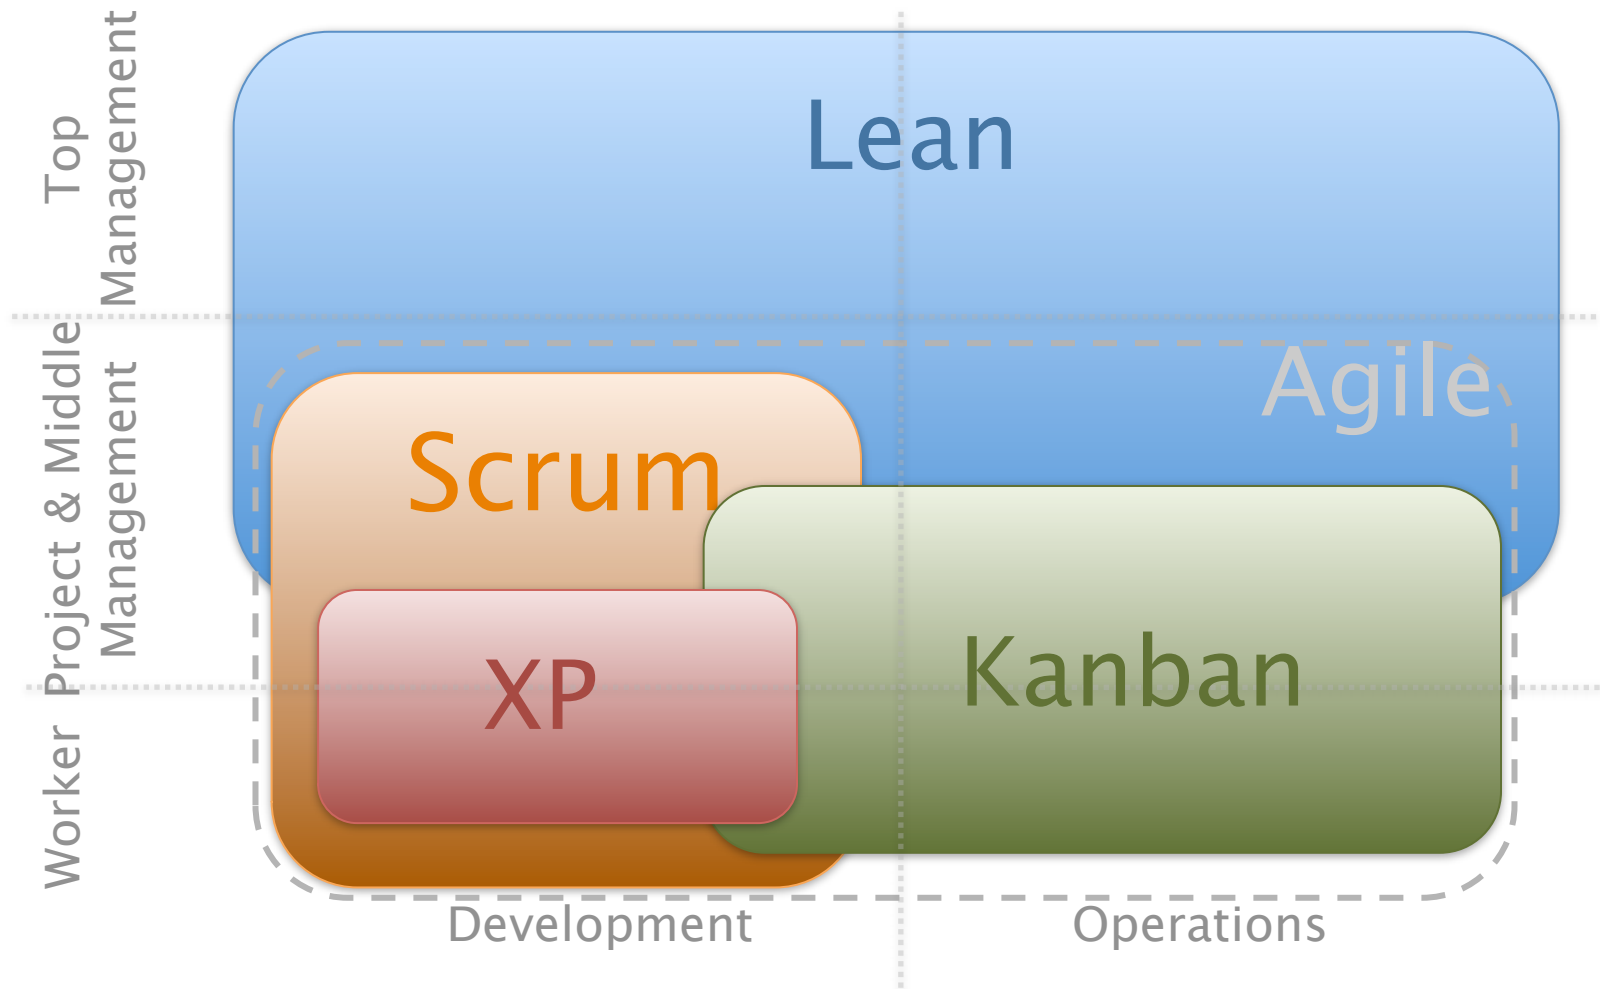 Top
Management
Lean
Project & Middle
Management
Agile
Scrum
Kanban
XP
Worker
Development
Operations